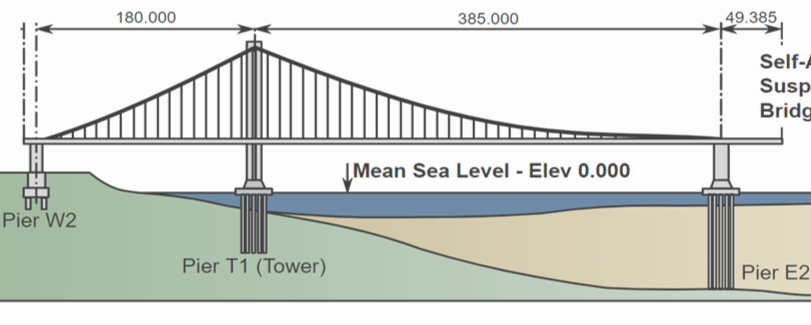 180.000
385.000
49.385
Self-A
Susp
Bridg
Mean Sea Level - Elev 0.000
Pier W2
Pier T1 (Tower)
Pier E2